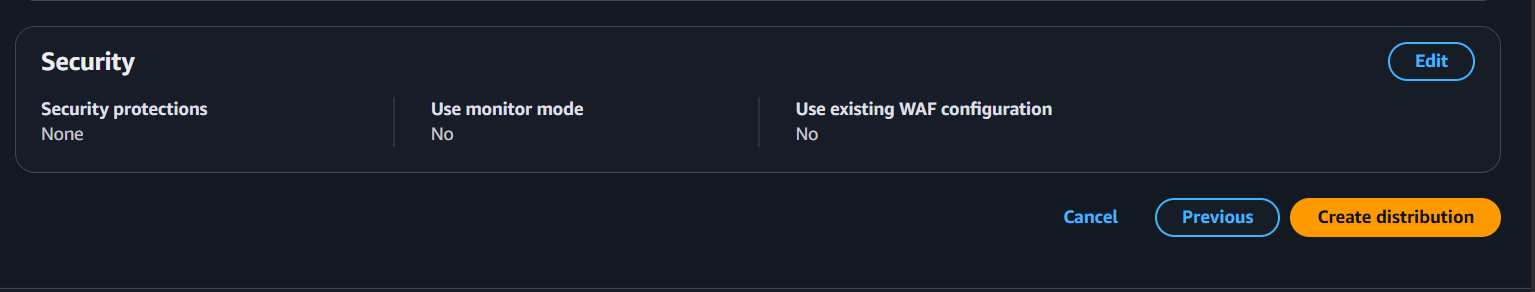 Security
Edit
Security protections
Use monitor mode
Use existing WAF configuration
None
No
No
Cancel
Previous
Create distribution